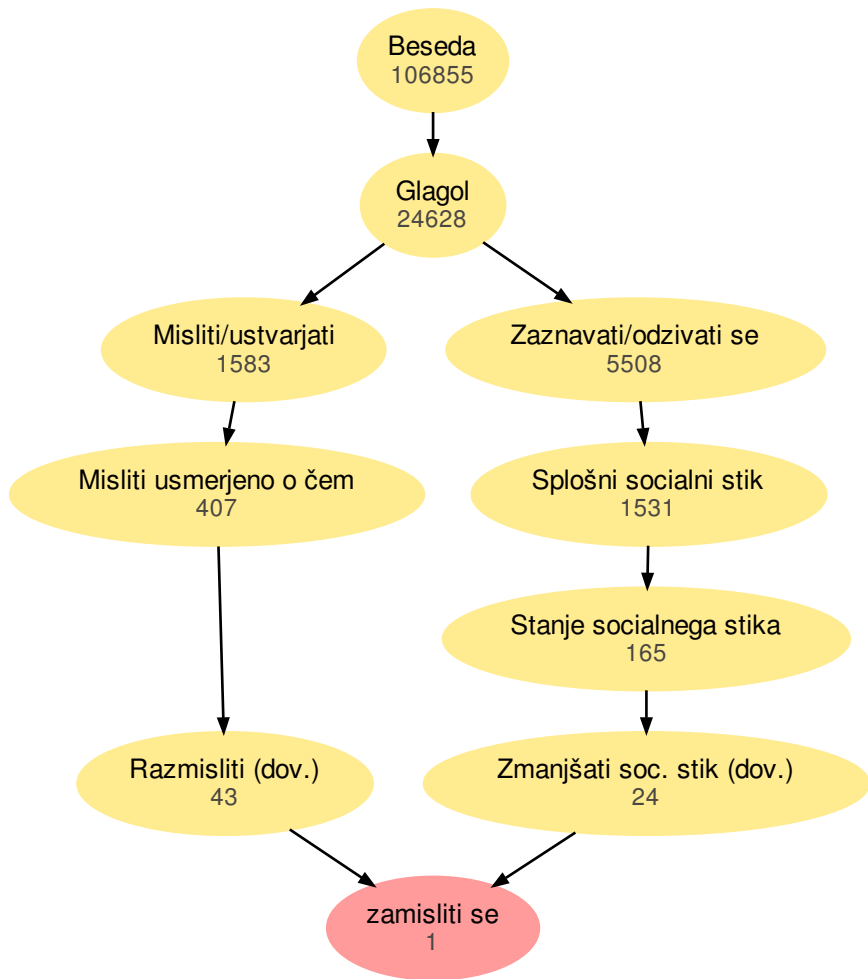 Beseda
106855
Glagol
24628
Misliti/ustvarjati
1583
Zaznavati/odzivati se
5508
Misliti usmerjeno o čem
407
Splošni socialni stik
1531
Stanje socialnega stika
165
Razmisliti (dov.)
43
Zmanjšati soc. stik (dov.)
24
zamisliti se
1